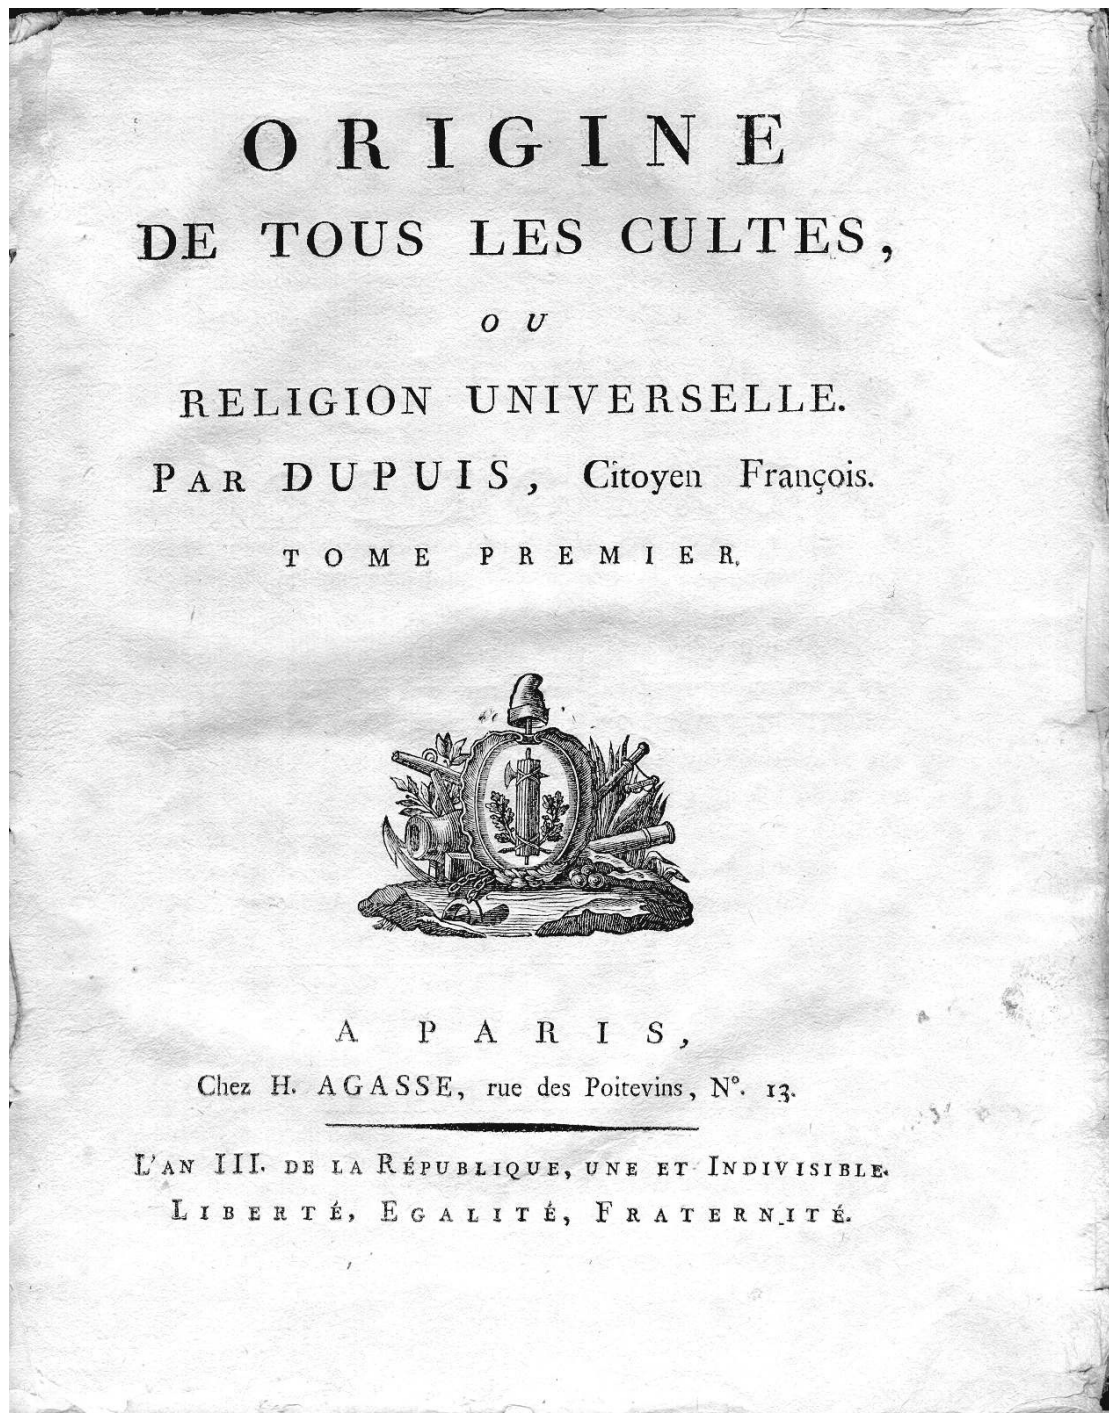 ORIGINE
DE TOUS LES CULTES,
OU
RELIGION UNIVERSELLE.
PAR DUPUIS, Citoyen François.
TOME PREMIER.
A PARIS,
Chez H. AGASSE, rue des Poitevins, N°. 13.
L'AN III. DE LA RÉPUBLIQUE, UNE ET INDIVISIBLE.
LIBERTÉ, EGALITÉ, FRATERNITÉ.